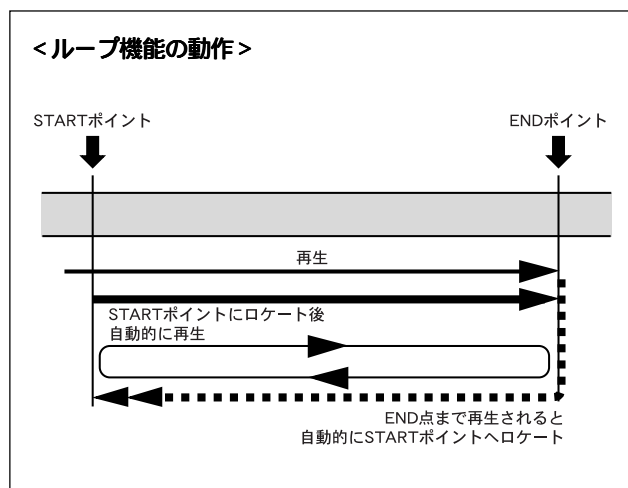 <ループ機能の動作>
STARTポイント
ENDポイント
再生
STARTポイントにロケート後
自動的に再生
END点まで再生されると
自動的にSTARTポイントへロケート